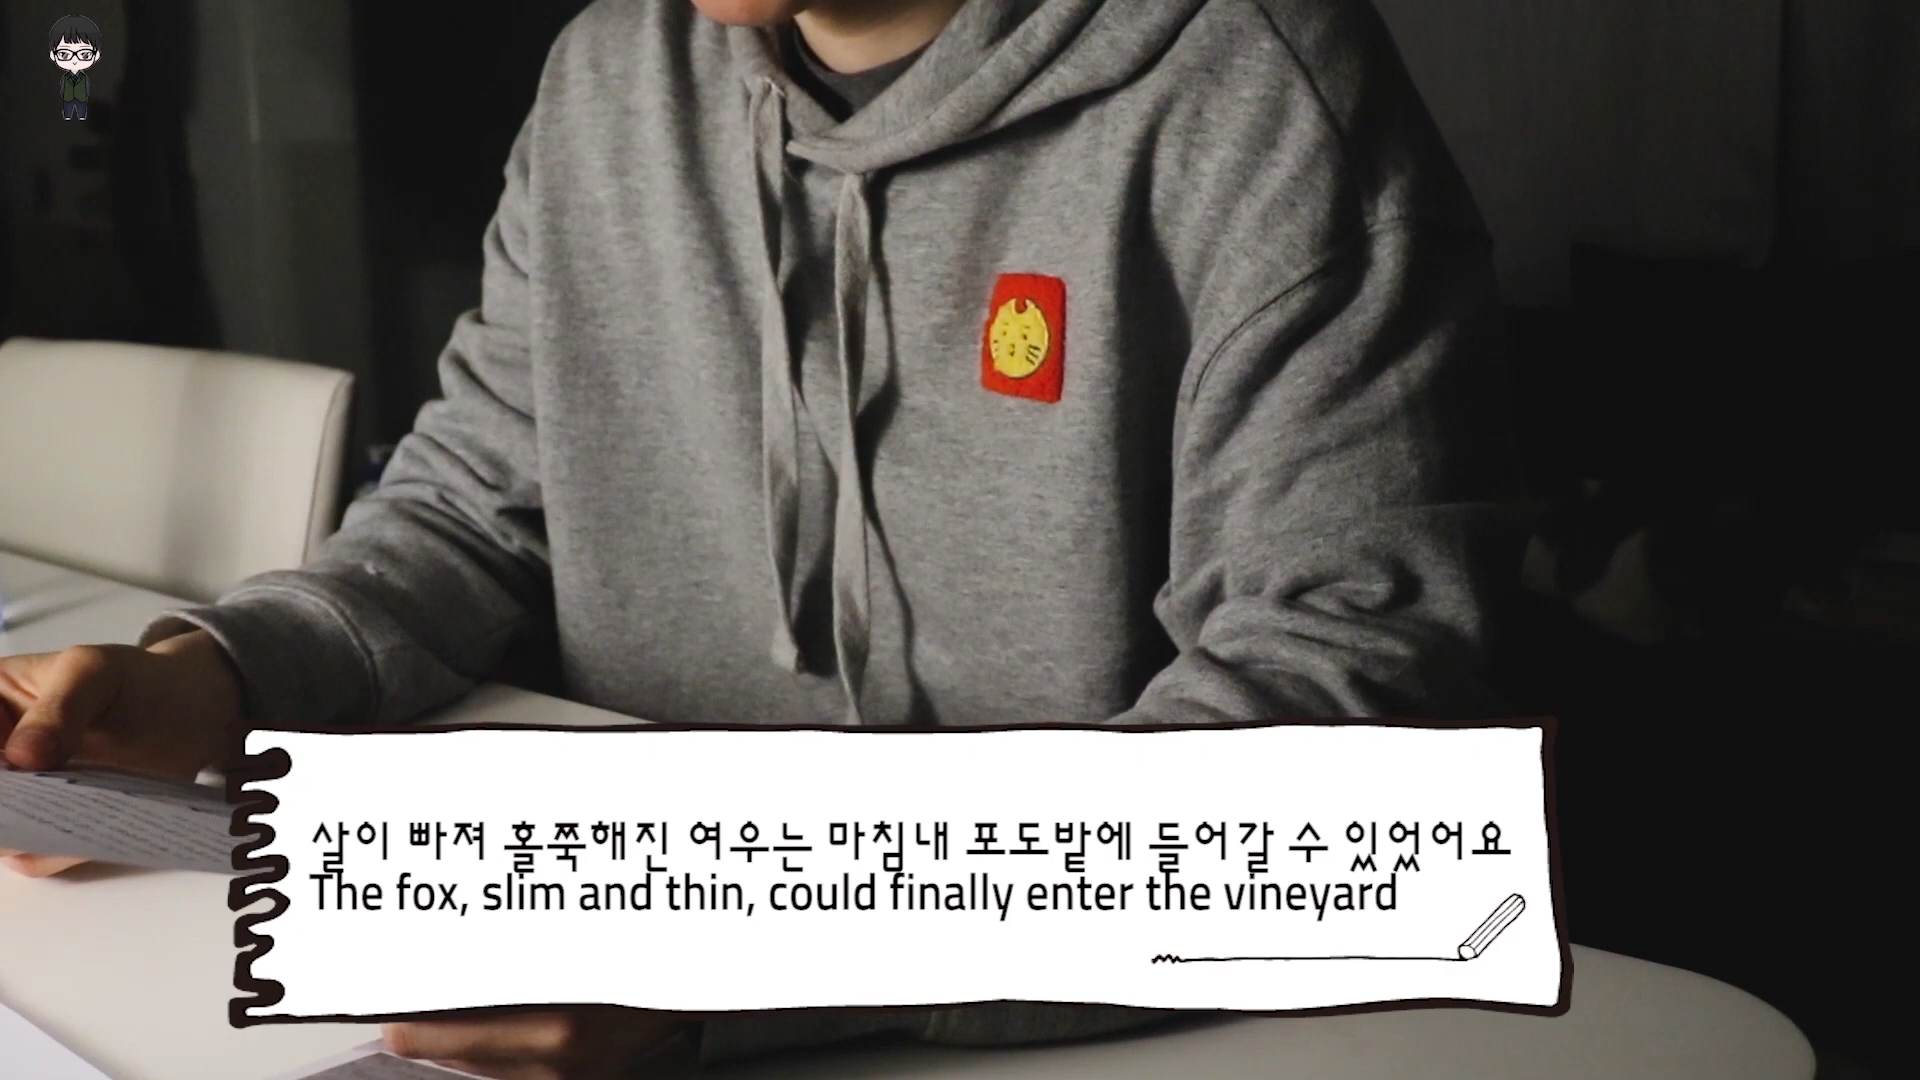 살이 빠져 홀쭉해진 여우는 마침내 포도밭에 들어갈 수 있었어요
The fox, slim and thin, could finally enter the vineyard